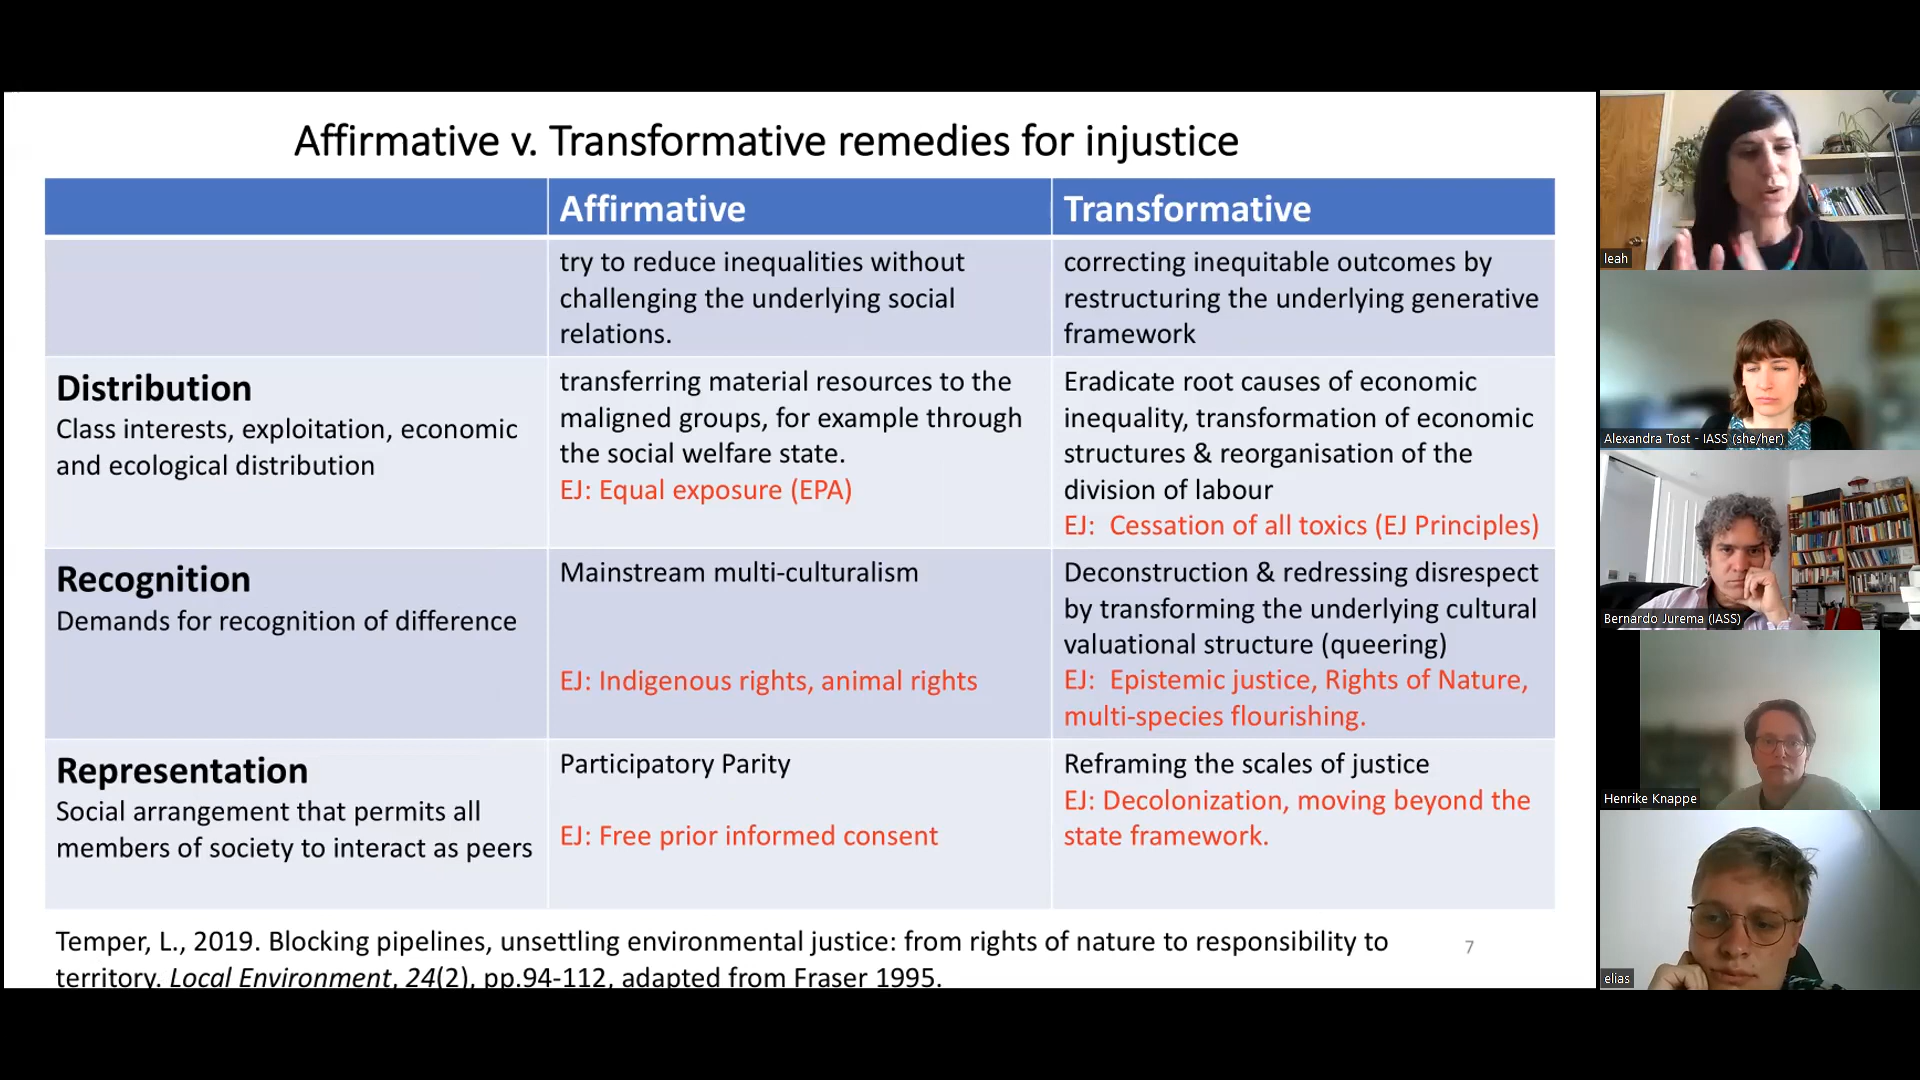 Affirmative v. Transformative remedies for injustice
Affirmative
Transformative
try to reduce inequalities without
challenging the underlying social
relations.
correcting inequitable outcomes by
restructuring the underlying generative
framework
Distribution
Class interests, exploitation, economic
and ecological distribution
transferring material resources to the
maligned groups, for example through
the social welfare state.
EJ: Equal exposure (EPA)
Eradicate root causes of economic
inequality, transformation of economic
structures & reorganisation of the
division of labour
EJ: Cessation of all toxics (EJ Principles)
Recognition
Demands for recognition of difference
Mainstream multi-culturalism
EJ: Indigenous rights, animal rights
Deconstruction & redressing disrespect
by transforming the underlying cultural
valuational structure (queering)
EJ: Epistemic justice, Rights of Nature,
multi-species flourishing.
Representation
Social arrangement that permits all
members of society to interact as peers
Participatory Parity
EJ: Free prior informed consent
Reframing the scales of justice
EJ: Decolonization, moving beyond the
state framework.
Temper, L., 2019. Blocking pipelines, unsettling environmental justice: from rights of nature to responsibility to
territory. Local Environment, 24(2), pp.94-112, adapted from Fraser 1995.
7
leah
Alexandra Tost - IASS (she/her)
Bernardo Jurema (IASS)
Henrike Knappe
elias